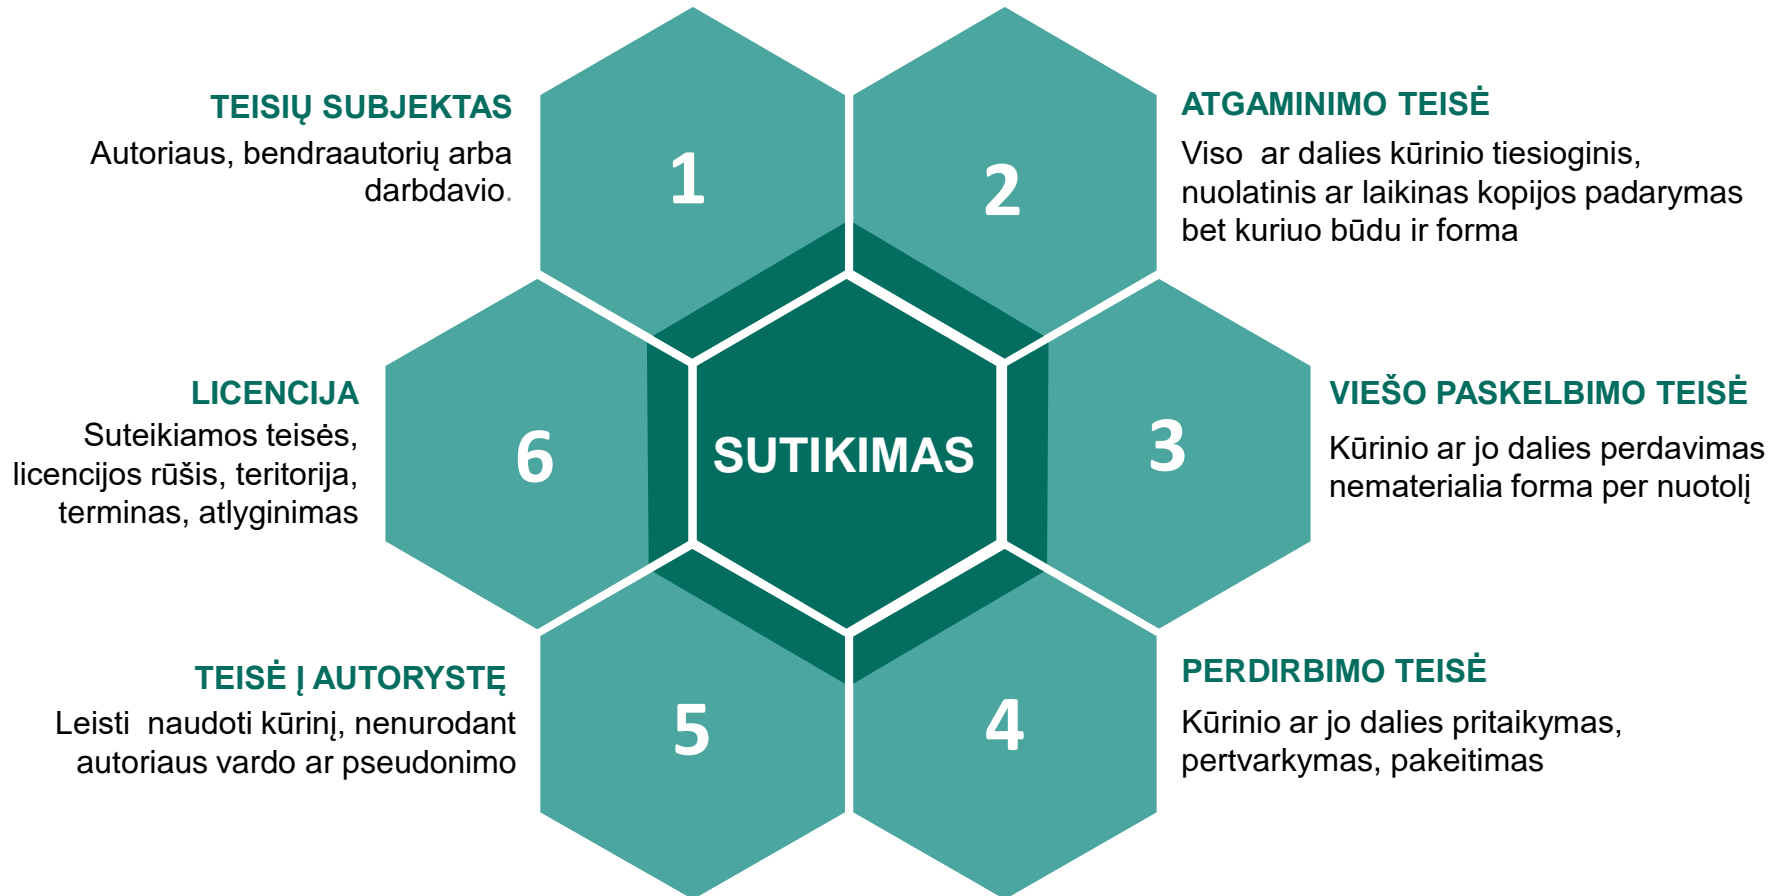 TEISIŲ SUBJEKTAS
Autoriaus, bendraautorių arba
darbdavio.
1
2
ATGAMINIMO TEISĖ
Viso ar dalies kūrinio tiesioginis,
nuolatinis ar laikinas kopijos padarymas
bet kuriuo būdu ir forma
LICENCIJA
Suteikiamos teisės,
licencijos rūšis, teritorija,
terminas, atlyginimas
6
SUTIKIMAS
3
VIEŠO PASKELBIMO TEISĖ
Kūrinio ar jo dalies perdavimas
nematerialia forma per nuotolį
TEISĖ Į AUTORYSTĘ
Leisti naudoti kūrinį, nenurodant
autoriaus vardo ar pseudonimo
5
4
PERDIRBIMO TEISĖ
Kūrinio ar jo dalies pritaikymas,
pertvarkymas, pakeitimas